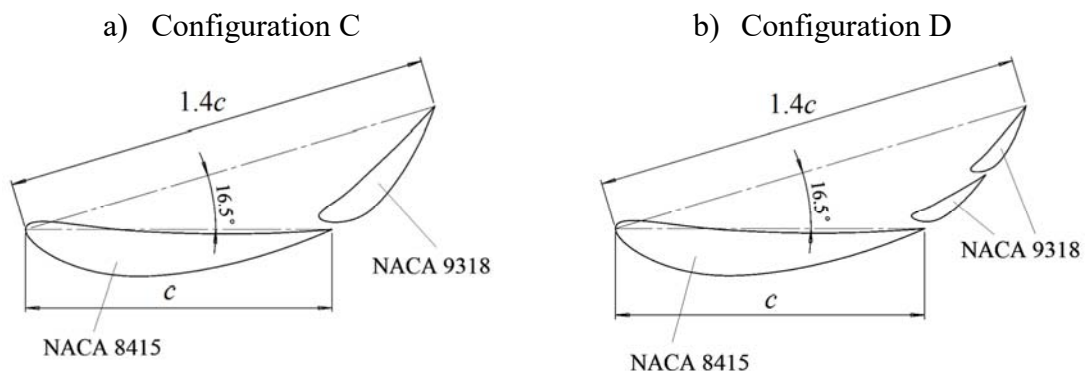 a) Configuration C
1.4c
16.5°
NACA 9318
c
NACA 8415
b) Configuration D
1.4c
16.5°
NACA 9318
c
NACA 8415